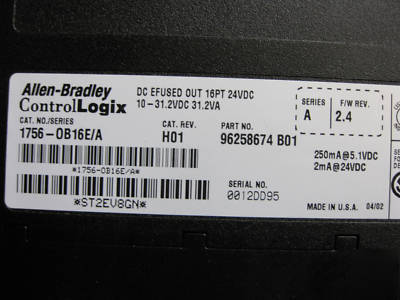 Allen-Bradley
ControlLogix
DC EFUSED OUT 16PT 24VDC
10-31.2VDC 31.2VA
SERIES
A
F/W REV.
2.4
CAT. NO./SERIES
1756-OB16E/A
CAT. REV.
H01
PART NO.
96258674 B01
250mA@5.1VDC
2mA@24VDC
*1756-OB16E/A*
*ST2EV8GN*
SERIAL NO.
0012DD95
MADE IN U.S.A. 04/02